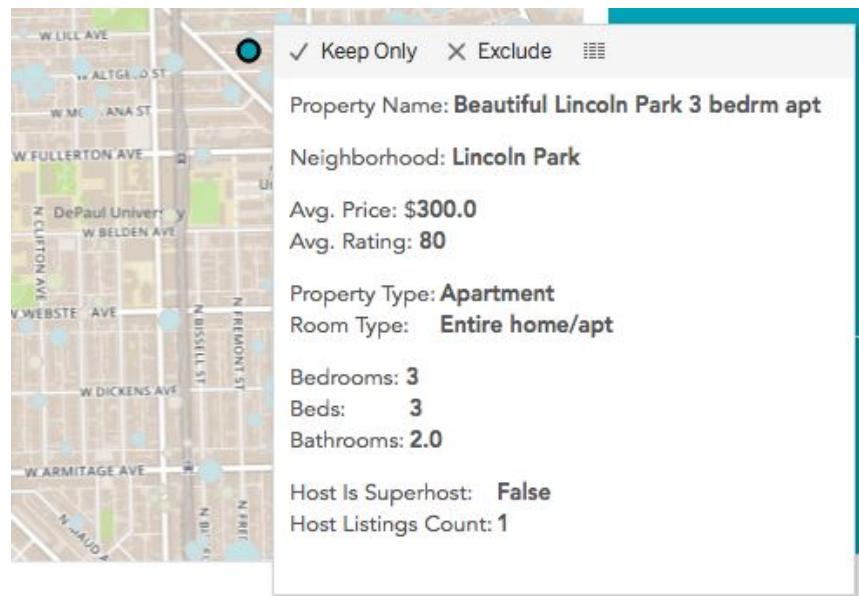 W LILL AVE
W MO
ANA ST
W FULLERTON AVE
DePaul Univer
y
W BELDEN AVE
N CLIFTON AVE
WEBSTE
AVE
N BISSELL ST
N FREMONT ST
W DICKENS AVE
W ARMITAGE AVE
Keep Only Exclude
Property Name: Beautiful Lincoln Park 3 bedrm apt
Neighborhood: Lincoln Park
Avg. Price: $300.0
Avg. Rating: 80
Property Type: Apartment
Room Type: Entire home/apt
Bedrooms: 3
Beds: 3
Bathrooms: 2.0
Host Is Superhost: False
Host Listings Count: 1